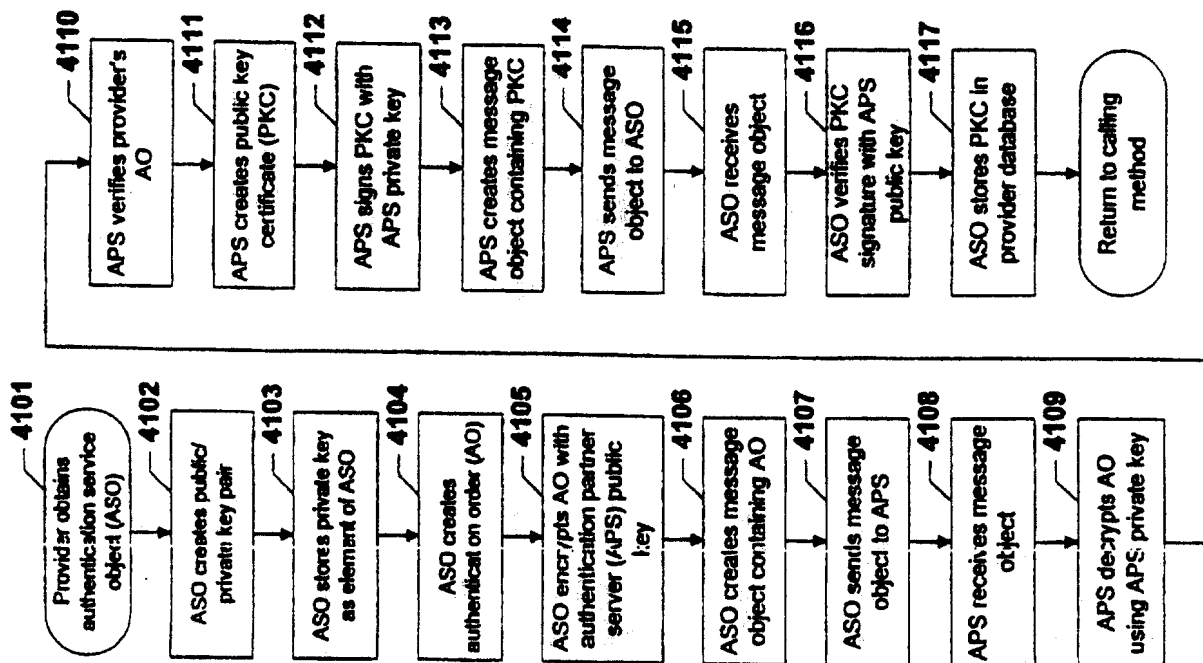 4101
Provider obtains
authentication service
object (ASO)
4102
ASO creates public/
private key pair
4103
ASO stores private key
as element of ASO
4104
ASO creates
authentication order (AO)
4105
ASO encrypts AO with
authentication partner
server (APS) public
key
4106
ASO creates message
object containing AO
4107
ASO sends message
object to APS
4108
APS receives message
object
4109
APS decrypts AO
using APS private key
4110
APS verifies provider's
AO
4111
APS creates public key
certificate (PKC)
4112
APS signs PKC with
APS private key
4113
APS creates message
object containing PKC
4114
APS sends message
object to ASO
4115
ASO receives
message object
4116
ASO verifies PKC
signature with APS
public key
4117
ASO stores PKC in
provider database
Return to calling
method